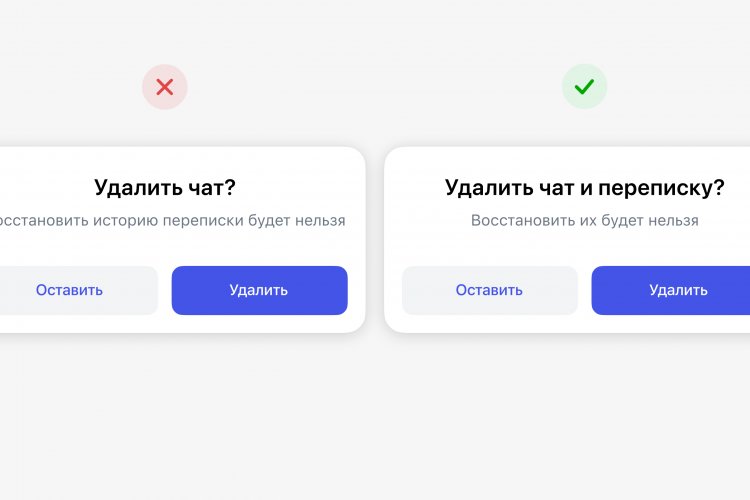 Удалить чат?
осстановить историю переписки будет нельзя
Оставить
Удалить
Удалить чат и переписку?
Восстановить их будет нельзя
Оставить
Удалить